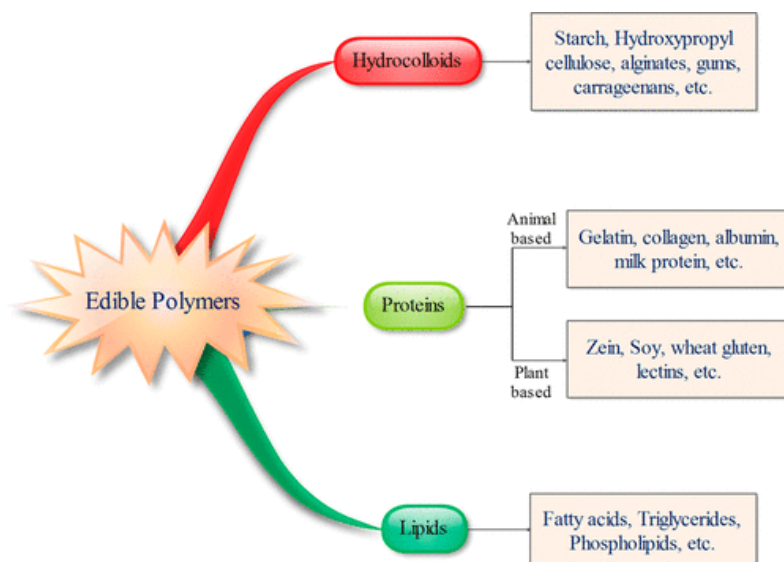 Hydrocolloids
Starch, Hydroxypropyl
cellulose, alginates, gums,
carrageenans, etc.
Edible Polymers
Proteins
Animal
based
Gelatin, collagen, albumin,
milk protein, etc.
Plant
based
Zein, Soy, wheat gluten,
lectins, etc.
Lipids
Fatty acids, Triglycerides,
Phospholipids, etc.